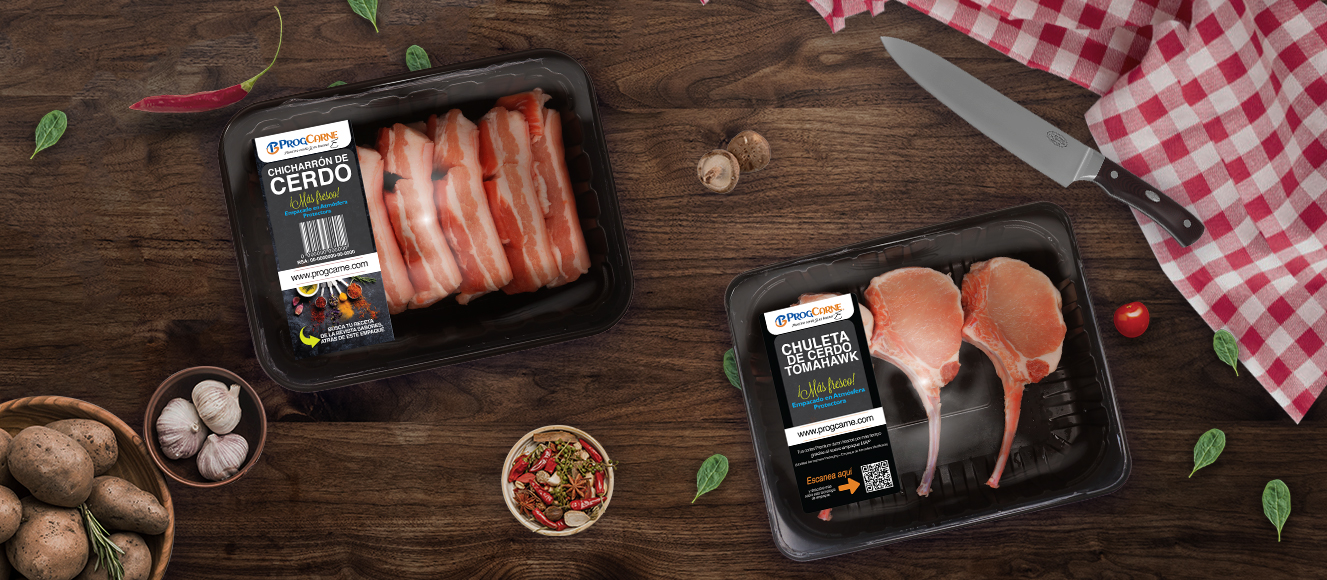 PROGCARNE
CHICHARRÓN DE
CERDO
¡Más fresco!
Empacado en Atmósfera
Protectora
www.progcarne.com
BUSCA TU RECETA
DE LA REVISTA SABORES,
ATRÁS DE ESTE EMPAQUE
PROGCARNE
CHULETA
DE CERDO
TOMAHAWK
¡Más fresco!
Empacado en Atmósfera
Protectora
www.progcarne.com
Escanea aquí